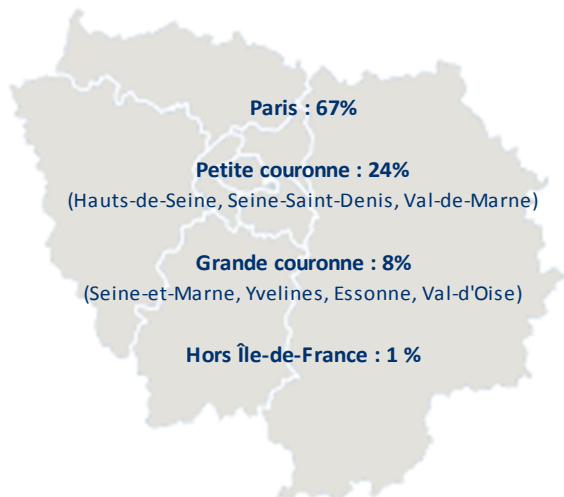 Paris : 67%
Petite couronne : 24%
(Hauts-de-Seine, Seine-Saint-Denis, Val-de-Marne)
Grande couronne : 8%
(Seine-et-Marne, Yvelines, Essonne, Val-d'Oise)
Hors Île-de-France : 1 %